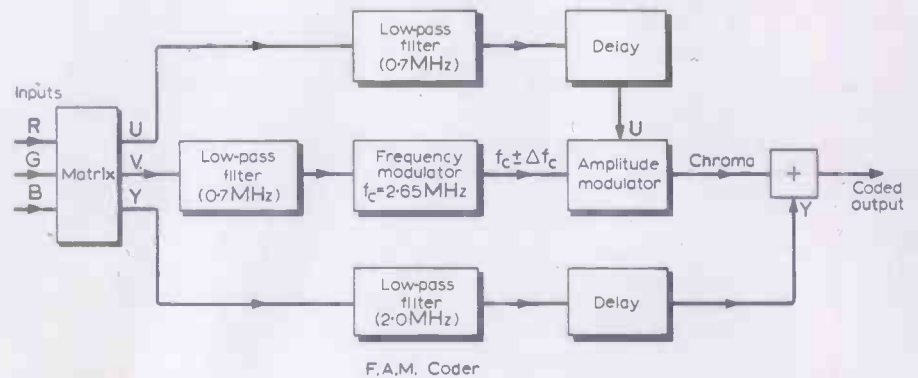 Low-pass
filter
(0·7MHz)
Delay
Inputs
R
G
B
Matrix
U
V
Y
Low-pass
filter
(0·7MHz)
Frequency
modulator
fc=2·65MHz
fc ± Δfc
U
Amplitude
modulator
Chroma
+
Y
Coded
output
Low-pass
filter
(2·0MHz)
Delay
F.A.M. Coder